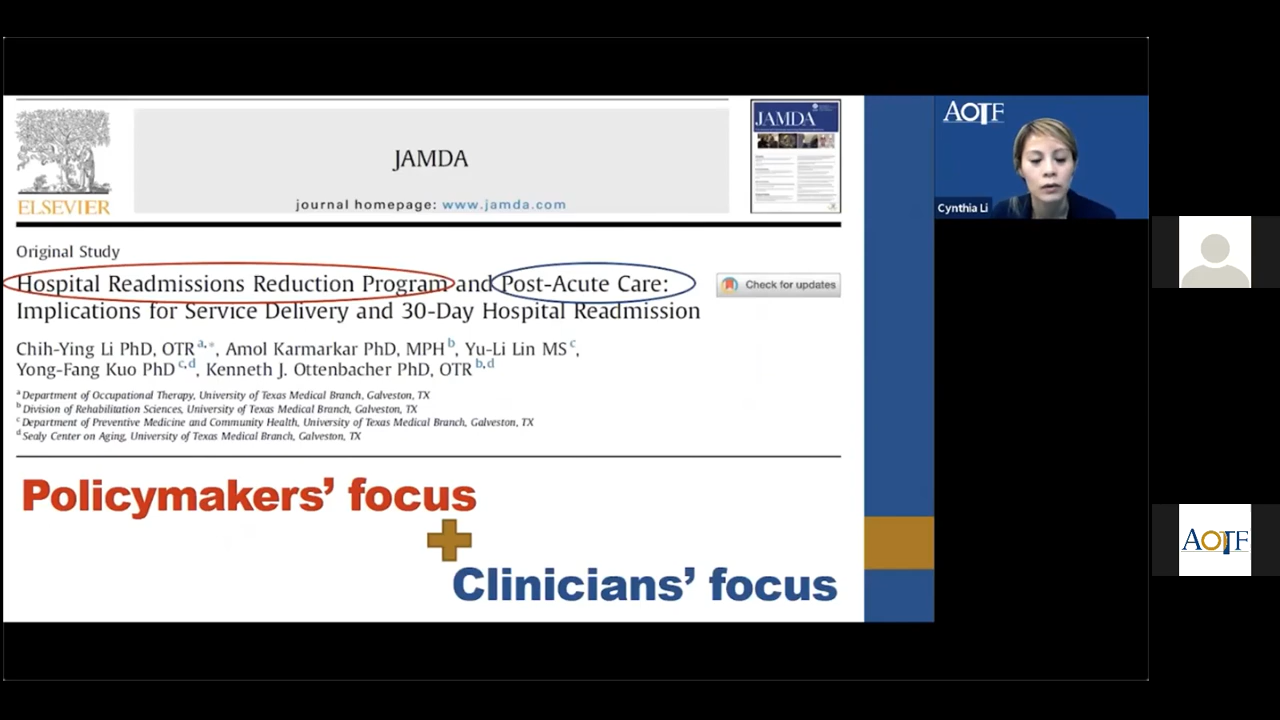 ELSEVIER
JAMDA
journal homepage: www.jamda.com
JAMDA
Original Study
Hospital Readmissions Reduction Program and Post-Acute Care:
Implications for Service Delivery and 30-Day Hospital Readmission
Check for updates
Chih-Ying Li PhD, OTR a,*, Amol Karmarkar PhD, MPH b, Yu-Li Lin MS c,
Yong-Fang Kuo PhD c,d, Kenneth J. Ottenbacher PhD, OTR b,d
a Department of Occupational Therapy, University of Texas Medical Branch, Galveston, TX
b Division of Rehabilitation Sciences, University of Texas Medical Branch, Galveston, TX
c Department of Preventive Medicine and Community Health, University of Texas Medical Branch, Galveston, TX
d Sealy Center on Aging, University of Texas Medical Branch, Galveston, TX
Policymakers’ focus
Clinicians’ focus
AOTF
Cynthia Li
AOTF